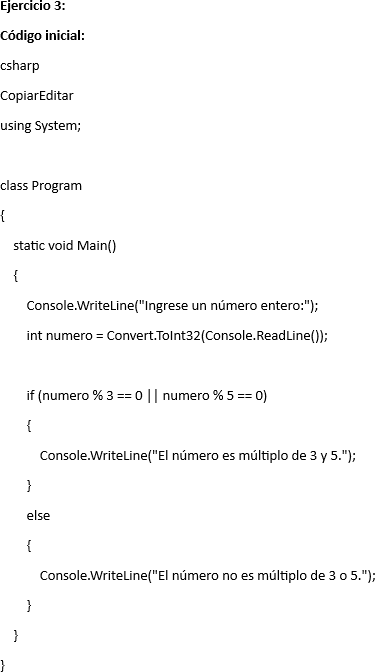 Ejercicio 3:
Código inicial:
csharp
CopiarEditar
using System;
class Program
{
static void Main()
{
Console.WriteLine("Ingrese un número entero:");
int numero = Convert.ToInt32(Console.ReadLine());
if (numero % 3 == 0 || numero % 5 == 0)
{
Console.WriteLine("El número es múltiplo de 3 y 5.");
}
else
{
Console.WriteLine("El número no es múltiplo de 3 o 5.");
}
}
}